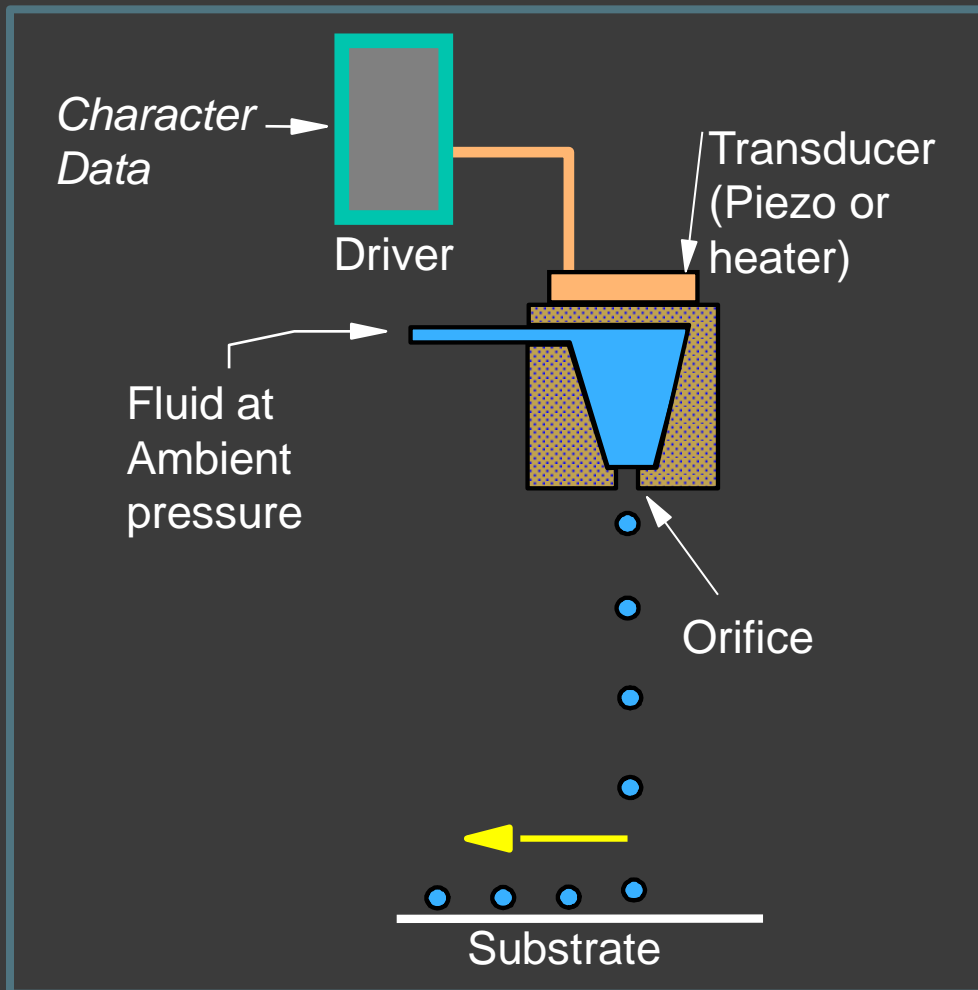 Character
Data
Driver
Transducer
(Piezo or
heater)
Fluid at
Ambient
pressure
Orifice
Substrate